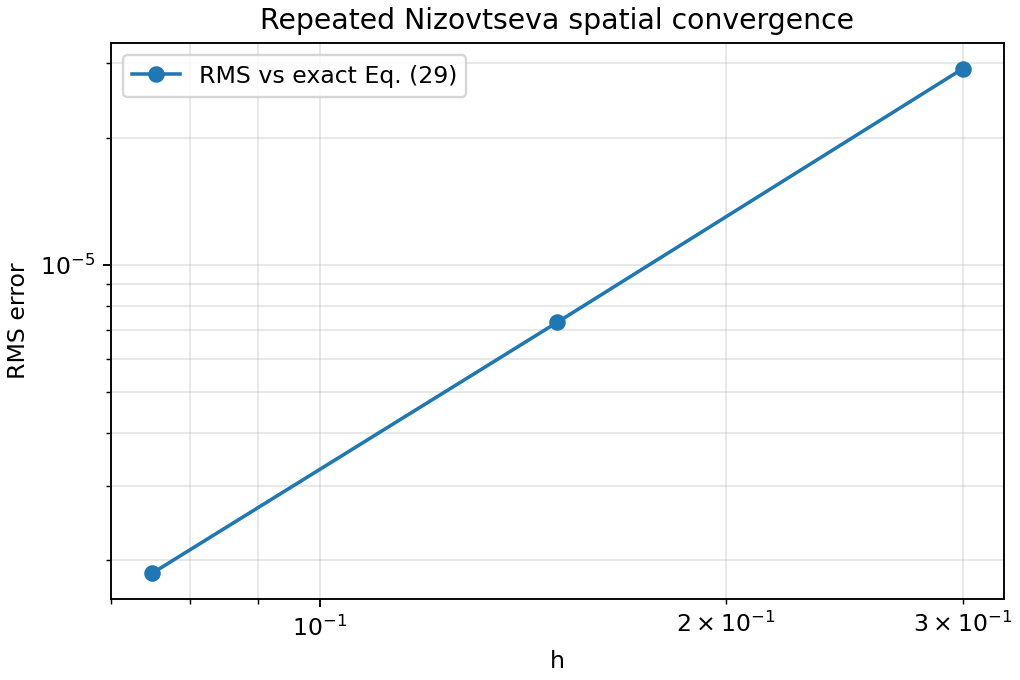 Repeated Nizovtseva spatial convergence
RMS vs exact Eq. (29)
RMS error
10⁻⁵
10⁻¹
2 × 10⁻¹
3 × 10⁻¹
h